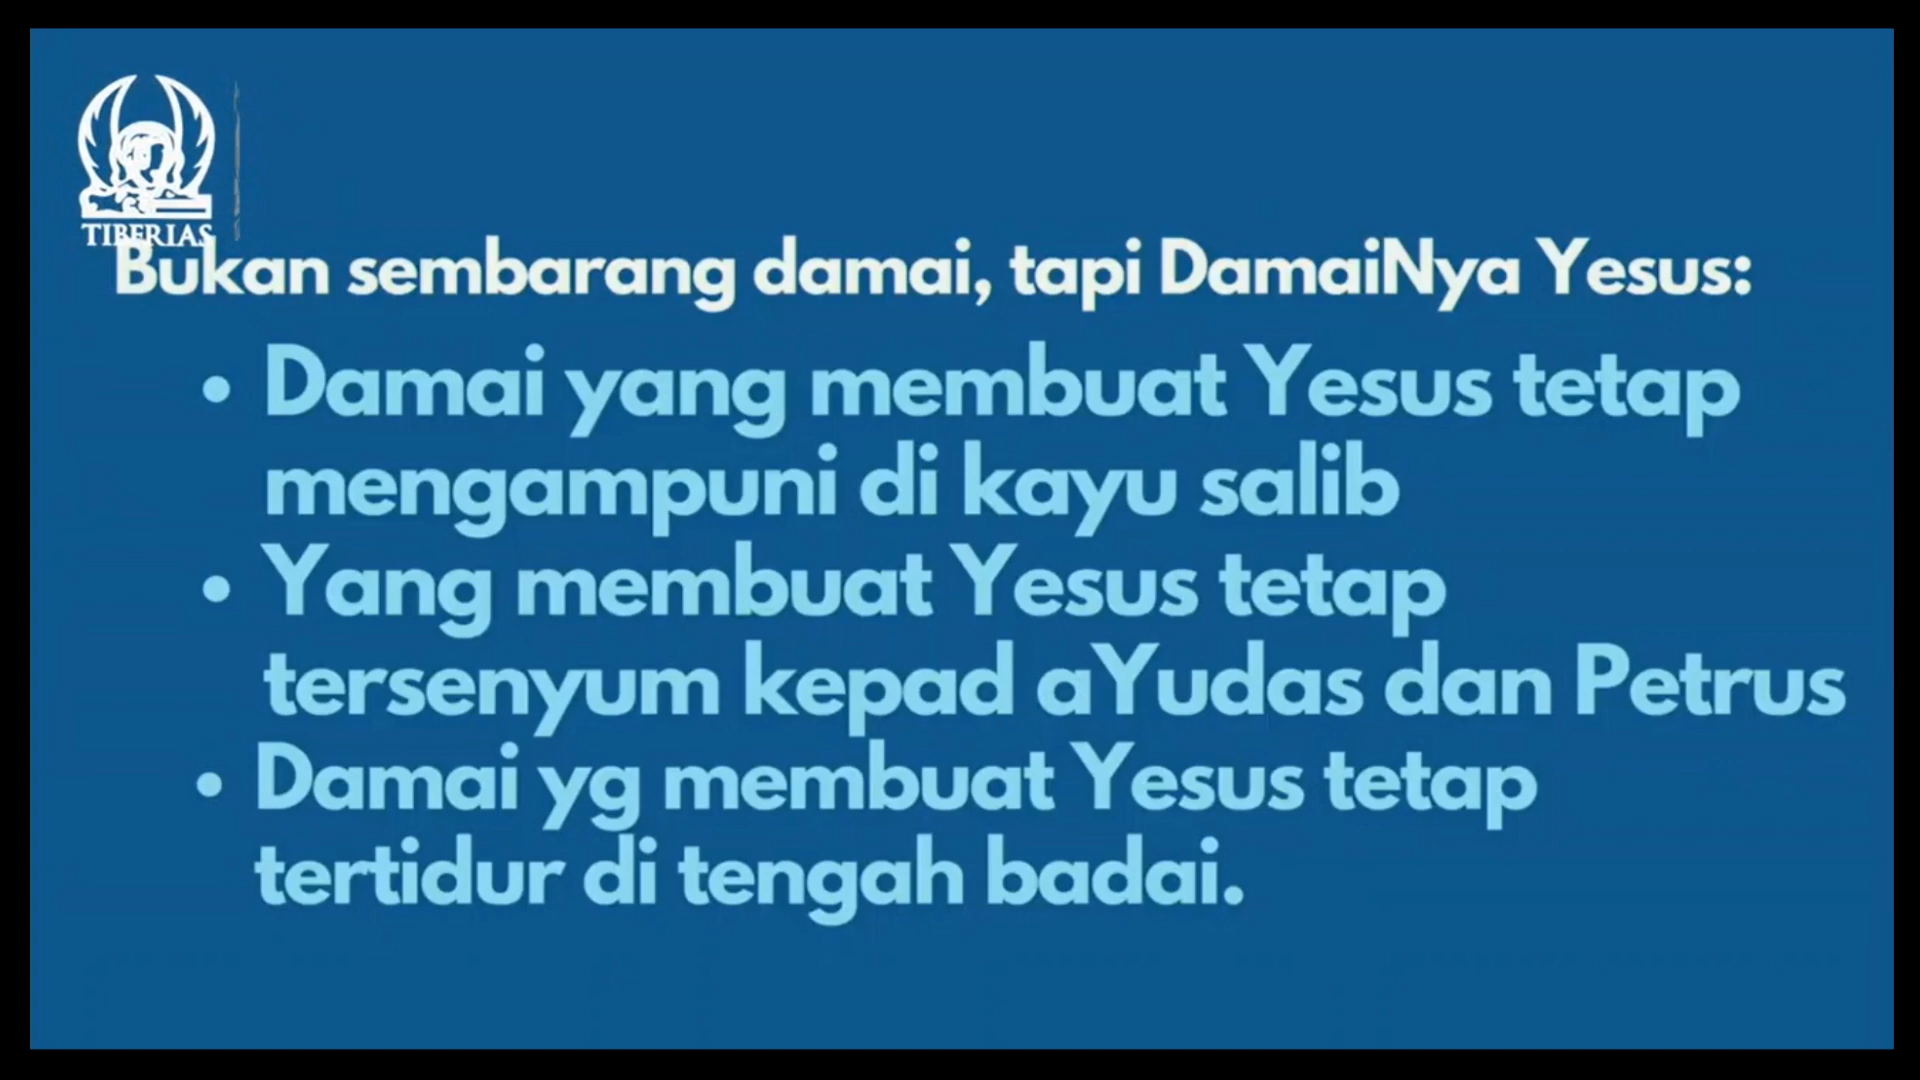 TIBERIAS
Bukan sembarang damai, tapi DamaiNya Yesus:
• Damai yang membuat Yesus tetap
mengampuni di kayu salib
• Yang membuat Yesus tetap
tersenyum kepad aYudas dan Petrus
• Damai yg membuat Yesus tetap
tertidur di tengah badai.